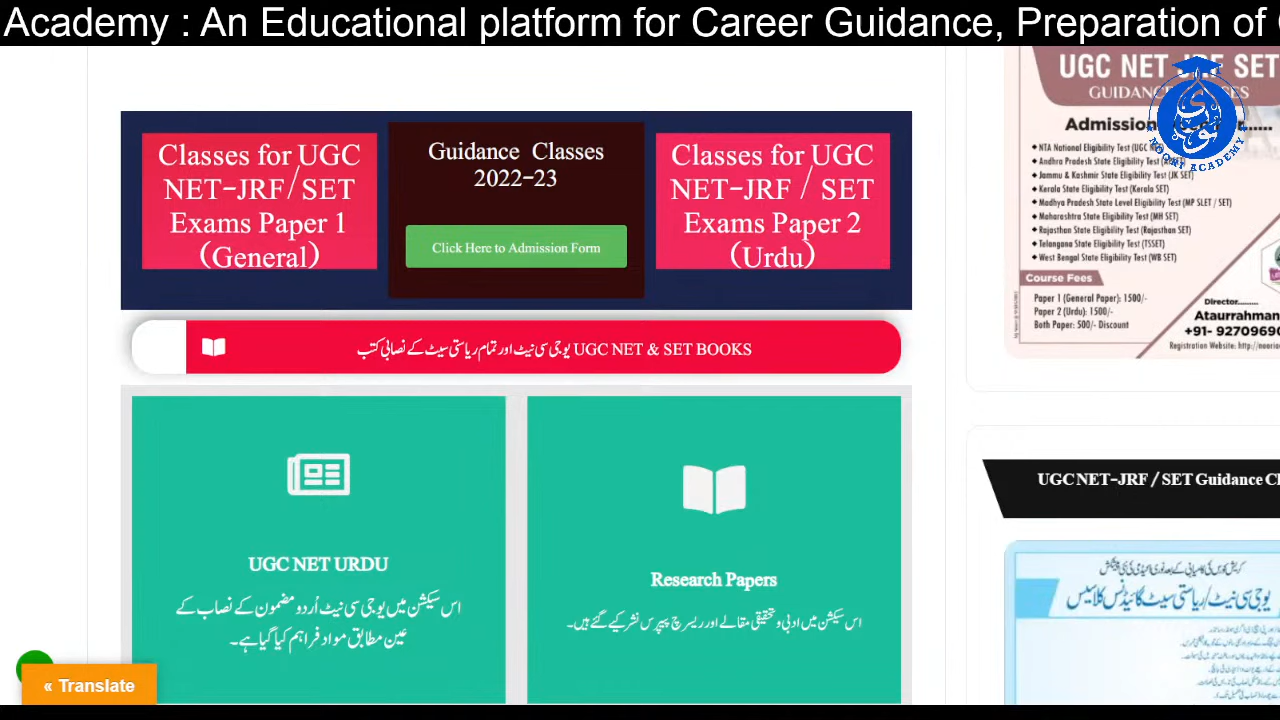 Academy : An Educational platform for Career Guidance, Preparation of
Classes for UGC
NET-JRF/SET
Exams Paper 1
(General)
Guidance Classes
2022-23
Click Here to Admission Form
Classes for UGC
NET-JRF / SET
Exams Paper 2
(Urdu)
یو جی سی نیٹ اور تمام ریاستی سیٹ کے نصابی کتب UGC NET & SET BOOKS
UGC NET URDU
اس سیکشن میں یو جی سی نیٹ اُردو مضمون کے نصاب کے
عین مطابق مواد فراہم کیا گیا ہے۔
Research Papers
اس سیکشن میں ادبی و تحقیقی مقالے اور ریسرچ پیپرس نشر کیے گئے ہیں۔
« Translate
UGC NET JRF SET
GUIDANCE
Admission
NOORI ACADEMY
◆ NTA National Eligibility Test (UGC
◆ Andhra Pradesh State Eligibility Test
◆ Jammu & Kashmir State Eligibility Test (JK SET)
◆ Kerala State Eligibility Test (Kerala SET)
◆ Madhya Pradesh State Level Eligibility Test (MP SLET / SET)
◆ Maharashtra State Eligibility Test (MH SET)
◆ Rajasthan State Eligibility Test (Rajasthan SET)
◆ Telangana State Eligibility Test (TSSET)
◆ West Bengal State Eligibility Test (WB SET)
Course Fees
Paper 1 (General Paper): 1500/-
Paper 2 (Urdu): 1500/-
Both Paper: 500/- Discount
Director.........
Ataurrahman
+91- 9270969
Registration Website: http://noori
UGC NET-JRF / SET Guidance
یو جی سی نیٹ/ریاستی سیٹ گائیڈنس کلاسیس